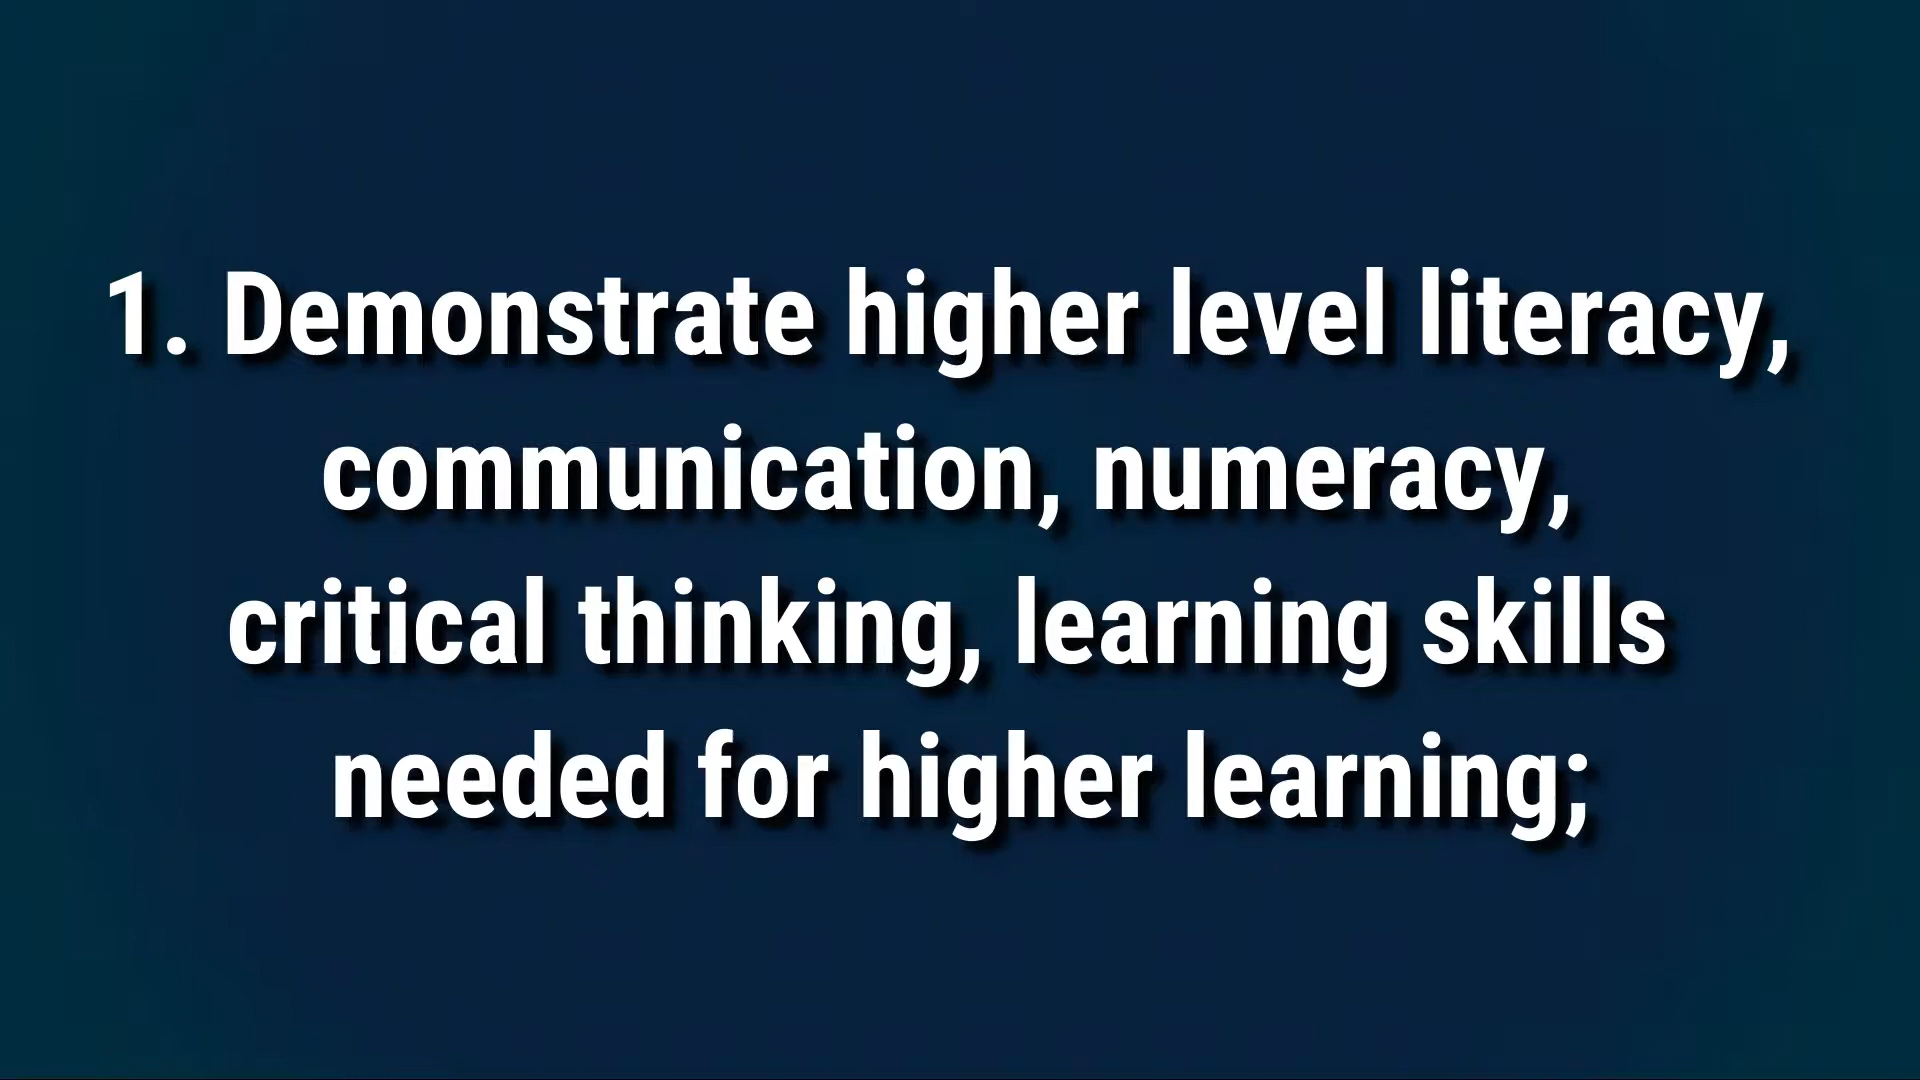 1. Demonstrate higher level literacy,
communication, numeracy,
critical thinking, learning skills
needed for higher learning;